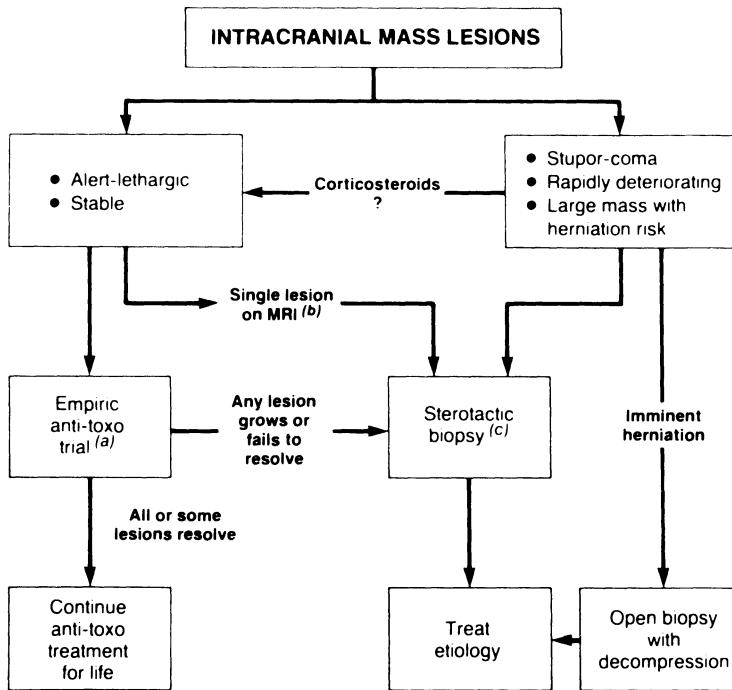 INTRACRANIAL MASS LESIONS
● Alert-lethargic
● Stable
Corticosteroids
?
● Stupor-coma
● Rapidly deteriorating
● Large mass with
herniation risk
Single lesion
on MRI (b)
Empiric
anti-toxo
trial (a)
Any lesion
grows or
fails to
resolve
Sterotactic
biopsy (c)
Imminent
herniation
All or some
lesions resolve
Continue
anti-toxo
treatment
for life
Treat
etiology
Open biopsy
with
decompression